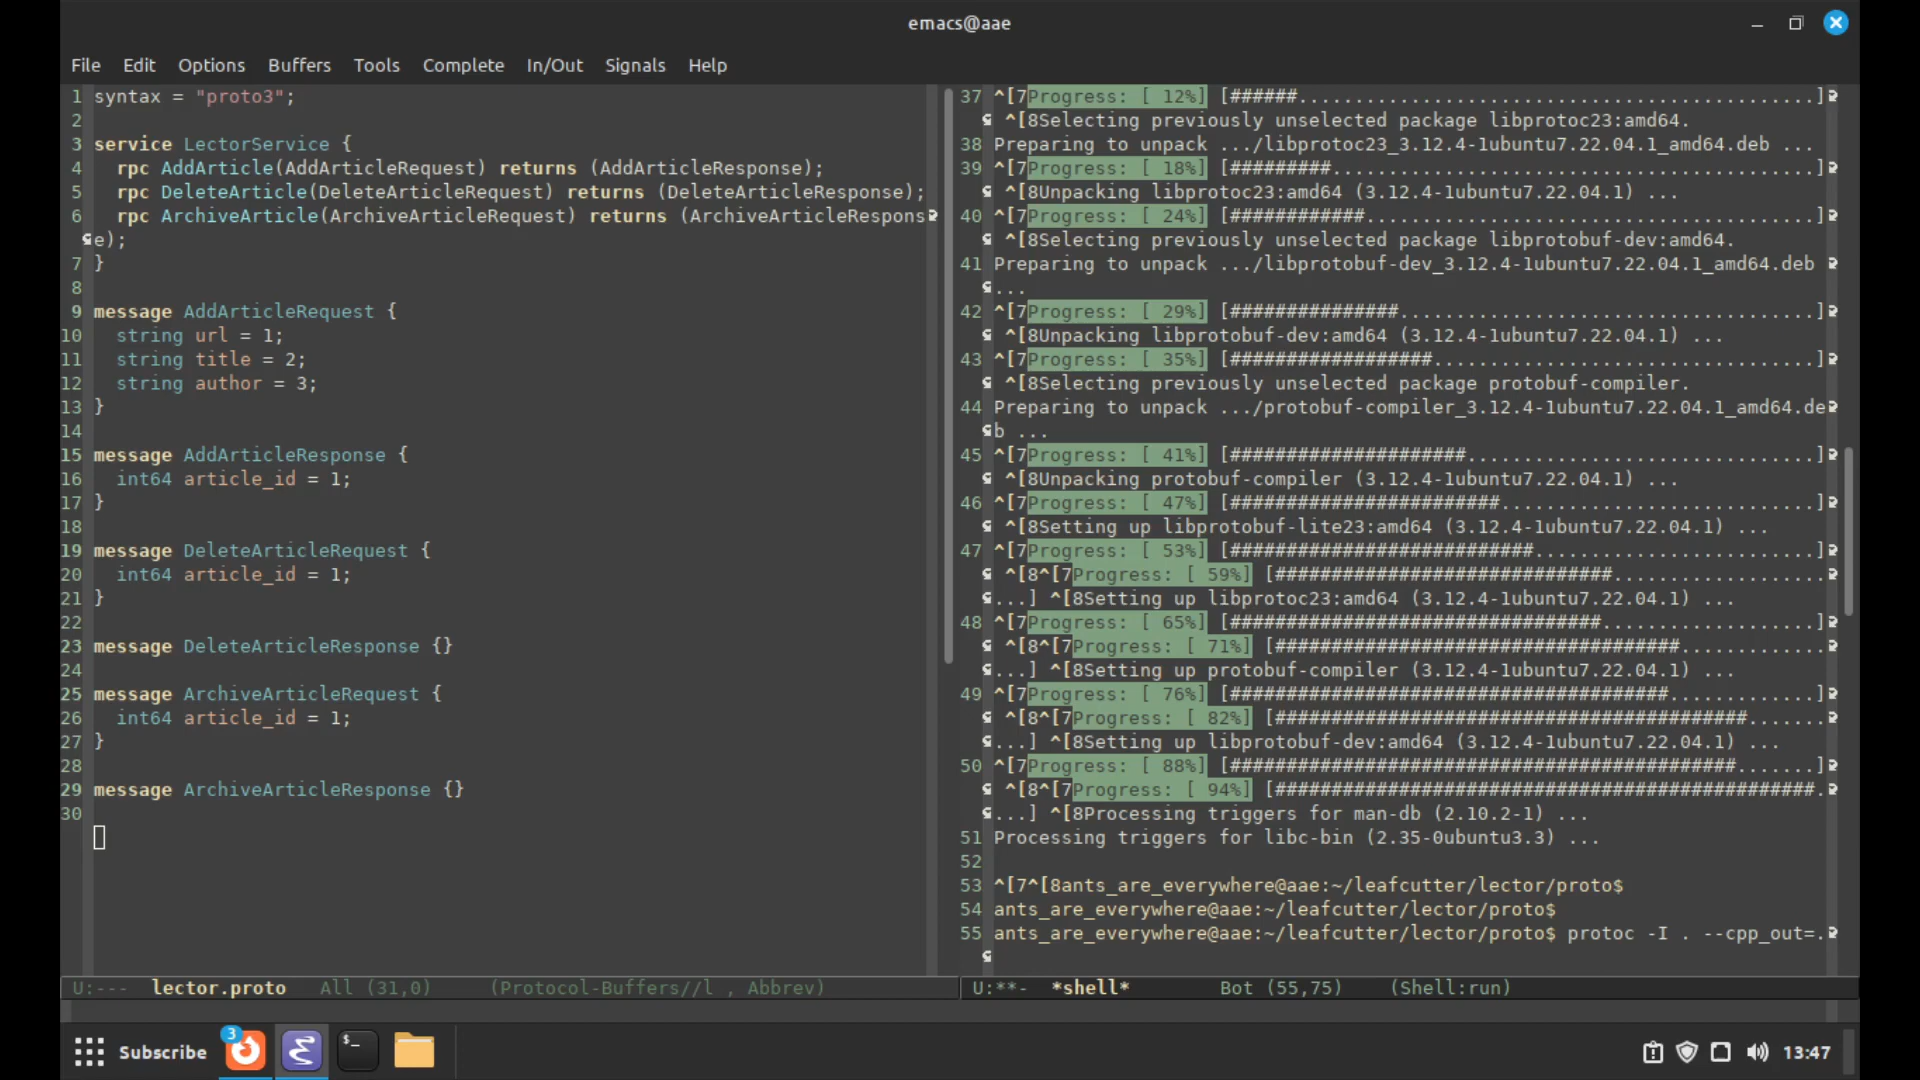 emacs@aae
File Edit Options Buffers Tools Complete In/Out Signals Help
1 syntax = "proto3";
2
3 service LectorService {
4   rpc AddArticle(AddArticleRequest) returns (AddArticleResponse);
5   rpc DeleteArticle(DeleteArticleRequest) returns (DeleteArticleResponse);
6   rpc ArchiveArticle(ArchiveArticleRequest) returns (ArchiveArticleRespons
e);
7 }
8
9 message AddArticleRequest {
10   string url = 1;
11   string title = 2;
12   string author = 3;
13 }
14
15 message AddArticleResponse {
16   int64 article_id = 1;
17 }
18
19 message DeleteArticleRequest {
20   int64 article_id = 1;
21 }
22
23 message DeleteArticleResponse {}
24
25 message ArchiveArticleRequest {
26   int64 article_id = 1;
27 }
28
29 message ArchiveArticleResponse {}
30
U:--- lector.proto All (31,0) (Protocol-Buffers//l , Abbrev)
37 ^[7Progress: [ 12%] [######..............................................]
^[8Selecting previously unselected package libprotoc23:amd64.
38 Preparing to unpack .../libprotoc23_3.12.4-1ubuntu7.22.04.1_amd64.deb ...
39 ^[7Progress: [ 18%] [#########...........................................]
^[8Unpacking libprotoc23:amd64 (3.12.4-1ubuntu7.22.04.1) ...
40 ^[7Progress: [ 24%] [############........................................]
^[8Selecting previously unselected package libprotobuf-dev:amd64.
41 Preparing to unpack .../libprotobuf-dev_3.12.4-1ubuntu7.22.04.1_amd64.deb
...
42 ^[7Progress: [ 29%] [###############.....................................]
^[8Unpacking libprotobuf-dev:amd64 (3.12.4-1ubuntu7.22.04.1) ...
43 ^[7Progress: [ 35%] [##################..................................]
^[8Selecting previously unselected package protobuf-compiler.
44 Preparing to unpack .../protobuf-compiler_3.12.4-1ubuntu7.22.04.1_amd64.de
b ...
45 ^[7Progress: [ 41%] [#####################...............................]
^[8Unpacking protobuf-compiler (3.12.4-1ubuntu7.22.04.1) ...
46 ^[7Progress: [ 47%] [########################............................]
^[8Setting up libprotobuf-lite23:amd64 (3.12.4-1ubuntu7.22.04.1) ...
47 ^[7Progress: [ 53%] [###########################.........................]
^[8^[7Progress: [ 59%] [##############################...................
...] ^[8Setting up libprotoc23:amd64 (3.12.4-1ubuntu7.22.04.1) ...
48 ^[7Progress: [ 65%] [#################################...................]
^[8^[7Progress: [ 71%] [####################################.............
...] ^[8Setting up protobuf-compiler (3.12.4-1ubuntu7.22.04.1) ...
49 ^[7Progress: [ 76%] [#######################################.............]
^[8^[7Progress: [ 82%] [##########################################.......
...] ^[8Setting up libprotobuf-dev:amd64 (3.12.4-1ubuntu7.22.04.1) ...
50 ^[7Progress: [ 88%] [#############################################.......]
^[8^[7Progress: [ 94%] [################################################.
...] ^[8Processing triggers for man-db (2.10.2-1) ...
51 Processing triggers for libc-bin (2.35-0ubuntu3.3) ...
52
53 ^[7^[8ants_are_everywhere@aae:~/leafcutter/lector/proto$
54 ants_are_everywhere@aae:~/leafcutter/lector/proto$
55 ants_are_everywhere@aae:~/leafcutter/lector/proto$ protoc -I . --cpp_out=.
U:**- *shell* Bot (55,75) (Shell:run)
Subscribe
3
$_
13:47